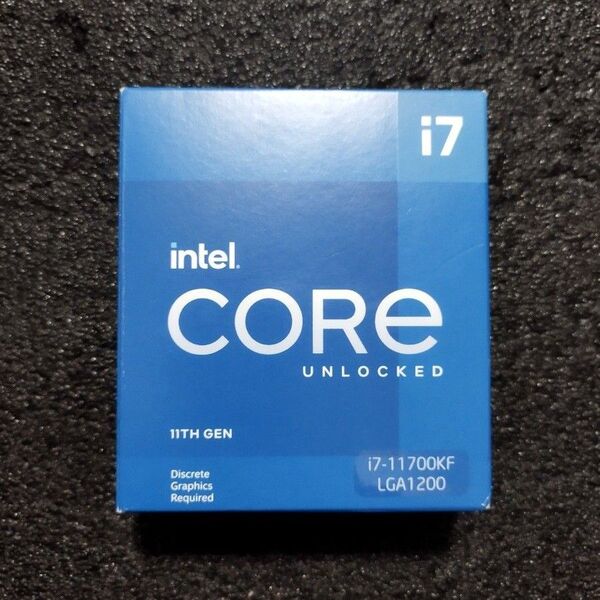 i7
intel.
CORE
UNLOCKED
11TH GEN
Discrete
Graphics
Required
i7-11700KF
LGA1200